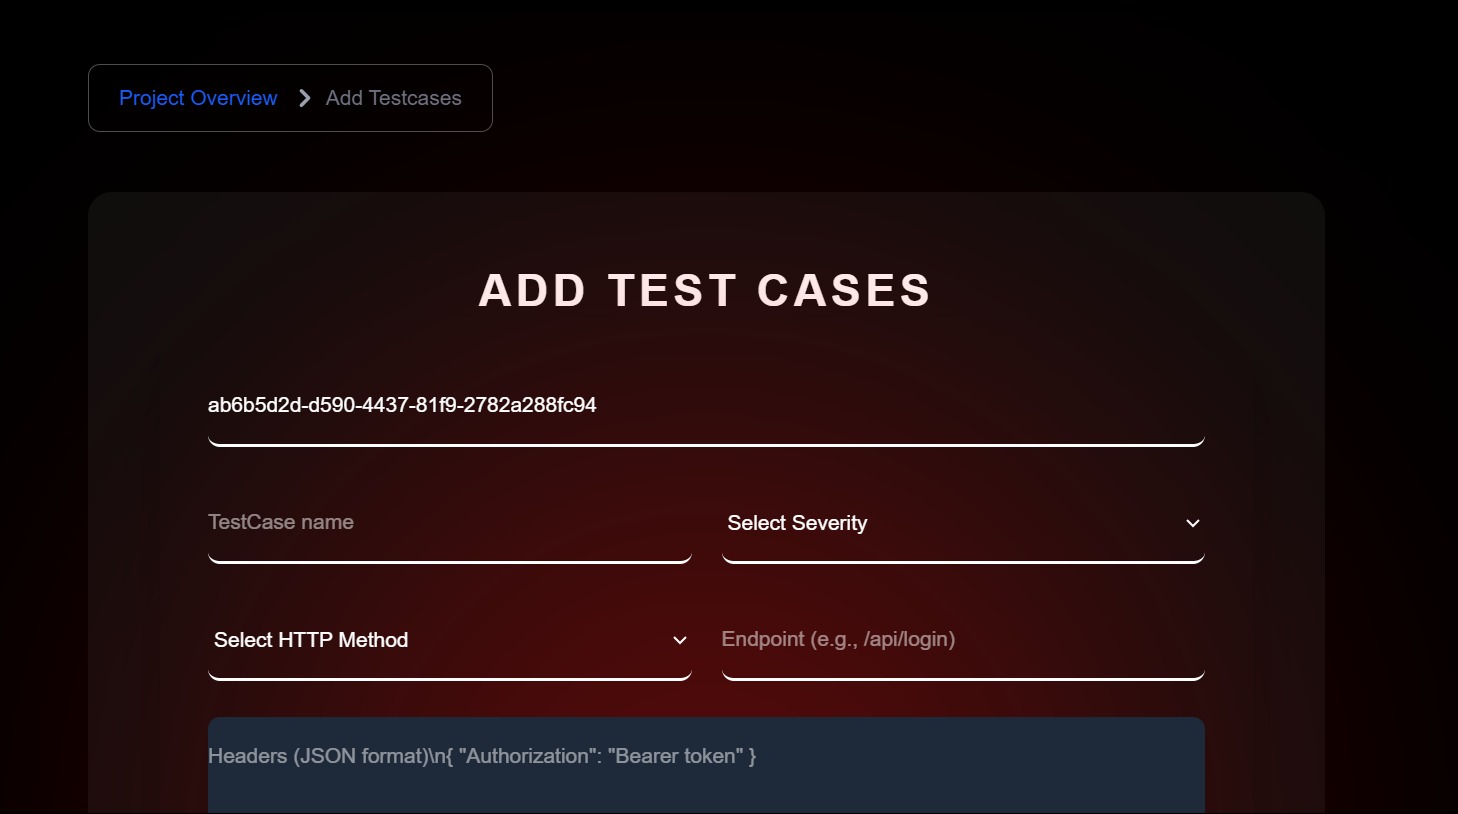 Project Overview > Add Testcases
ADD TEST CASES
ab6b5d2d-d590-4437-81f9-2782a288fc94
TestCase name
Select Severity
Select HTTP Method
Endpoint (e.g., /api/login)
Headers (JSON format)\n{ "Authorization": "Bearer token" }